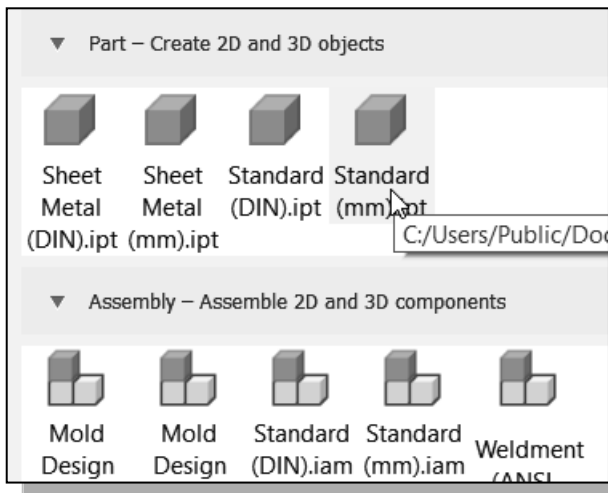 Part – Create 2D and 3D objects
Sheet Sheet Standard Standard
Metal Metal (DIN).ipt (mm).ipt
(DIN).ipt (mm).ipt
C:/Users/Public/Doc
Assembly – Assemble 2D and 3D components
Mold Mold Standard Standard Weldment
Design Design (DIN).iam (mm).iam (ANSI